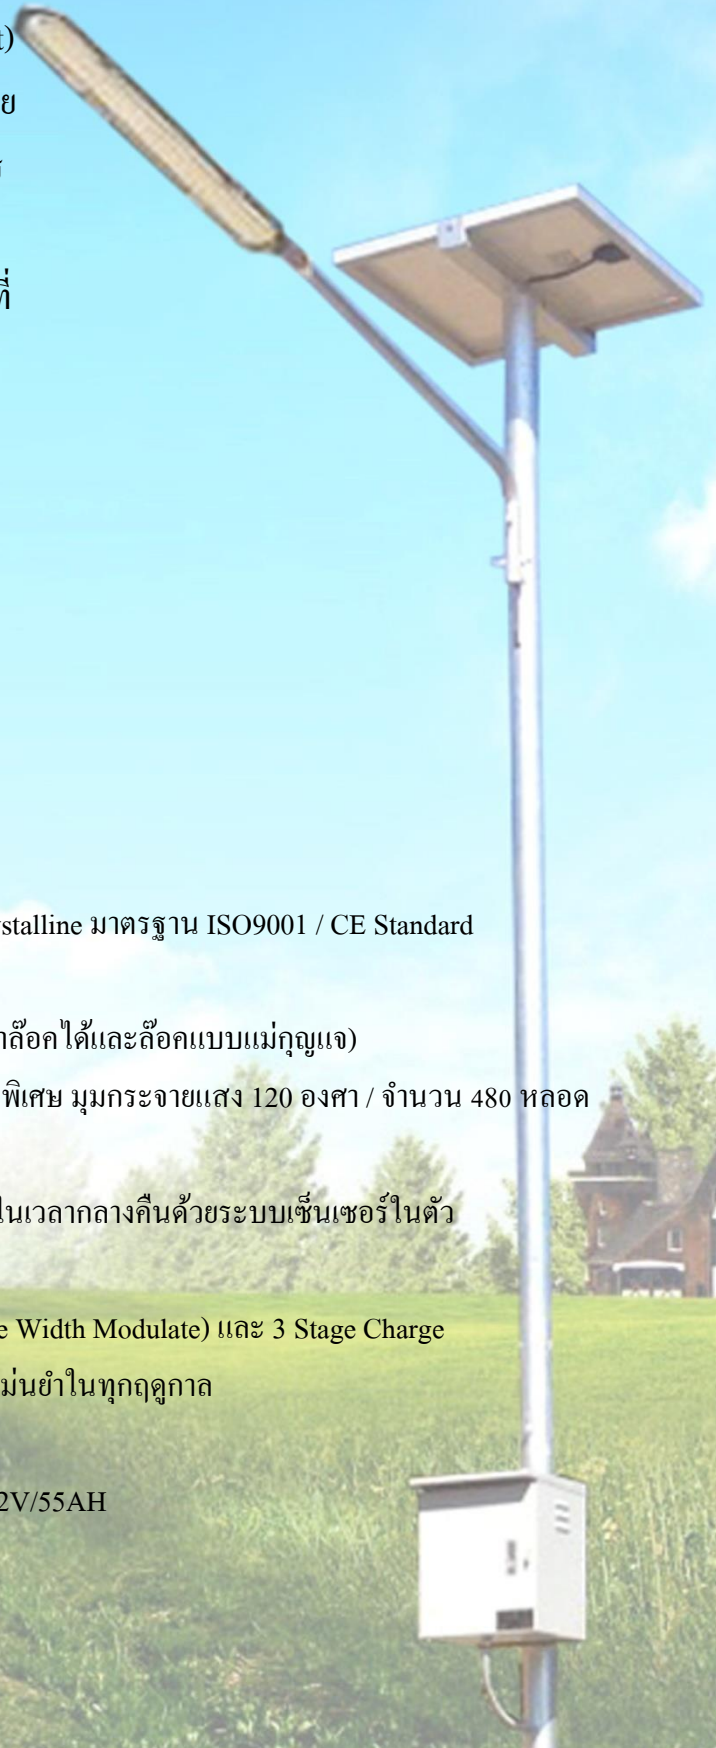 t)
ย
ที่
stalline มาตรฐาน ISO9001 / CE Standard
าล๊อคได้และล๊อคแบบแม่กุญแจ)
พิเศษ มุมกระจายแสง 120 องศา / จำนวน 480 หลอด
นเวลากลางคืนด้วยระบบเซ็นเซอร์ในตัว
e Width Modulate) และ 3 Stage Charge
ม่นยำในทุกฤดูกาล
2V/55AH